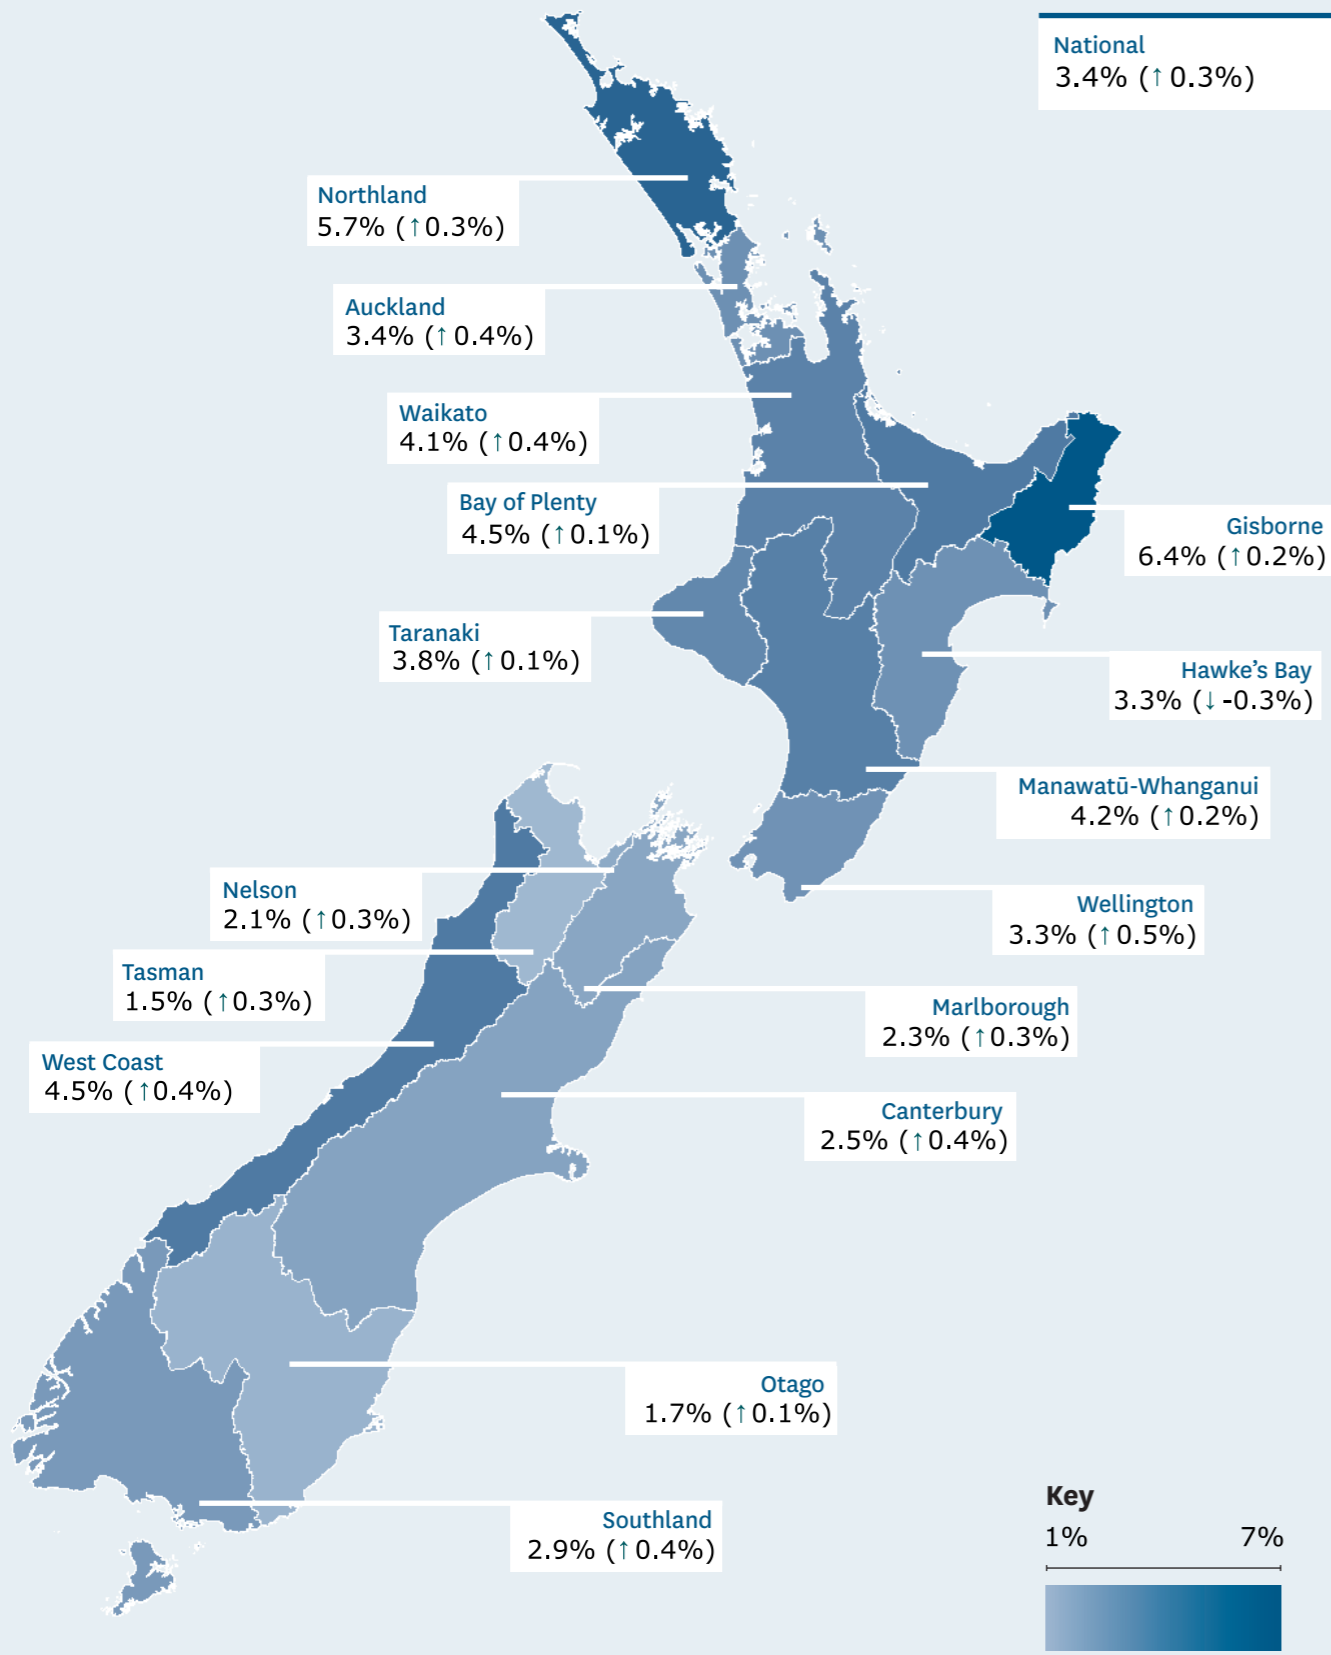 National
3.4% (↑ 0.3%)
Northland
5.7% (↑0.3%)
Auckland
3.4% (↑ 0.4%)
Waikato
4.1% (↑0.4%)
Bay of Plenty
4.5% (↑0.1%)
Gisborne
6.4% (↑0.2%)
Taranaki
3.8% (↑0.1%)
Hawke's Bay
3.3% (↓ -0.3%)
Manawatū-Whanganui
4.2% (↑0.2%)
Nelson
2.1% (↑0.3%)
Wellington
3.3% (↑0.5%)
Tasman
1.5% (↑0.3%)
Marlborough
2.3% (↑0.3%)
West Coast
4.5% (↑0.4%)
Canterbury
2.5% (↑0.4%)
Otago
1.7% (↑0.1%)
Southland
2.9% (↑0.4%)
Key
1% 7%